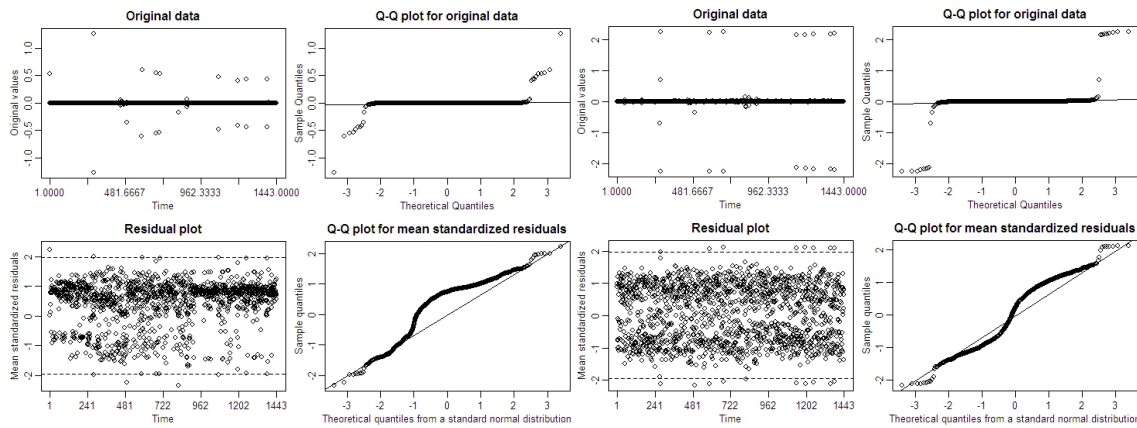 Original data
Original values
1.0
0.5
0.0
-0.5
-1.0
1.0000 481.6667 962.3333 1443.0000
Time
Q-Q plot for original data
Sample Quantiles
1.0
0.5
0.0
-0.5
-1.0
-3 -2 -1 0 1 2 3
Theoretical Quantiles
Original data
Original values
2
1
0
-1
-2
1.0000 481.6667 962.3333 1443.0000
Time
Q-Q plot for original data
Sample Quantiles
2
1
0
-1
-2
-3 -2 -1 0 1 2 3
Theoretical Quantiles
Residual plot
Mean standardized residuals
2
1
0
-1
-2
1 241 481 722 962 1202 1443
Time
Q-Q plot for mean standardized residuals
Sample quantiles
2
1
0
-1
-2
-3 -2 -1 0 1 2 3
Theoretical quantiles from a standard normal distribution
Residual plot
Mean standardized residuals
2
1
0
-1
-2
1 241 481 722 962 1202 1443
Time
Q-Q plot for mean standardized residuals
Sample quantiles
2
1
0
-1
-2
-3 -2 -1 0 1 2 3
Theoretical quantiles from a standard normal distribution